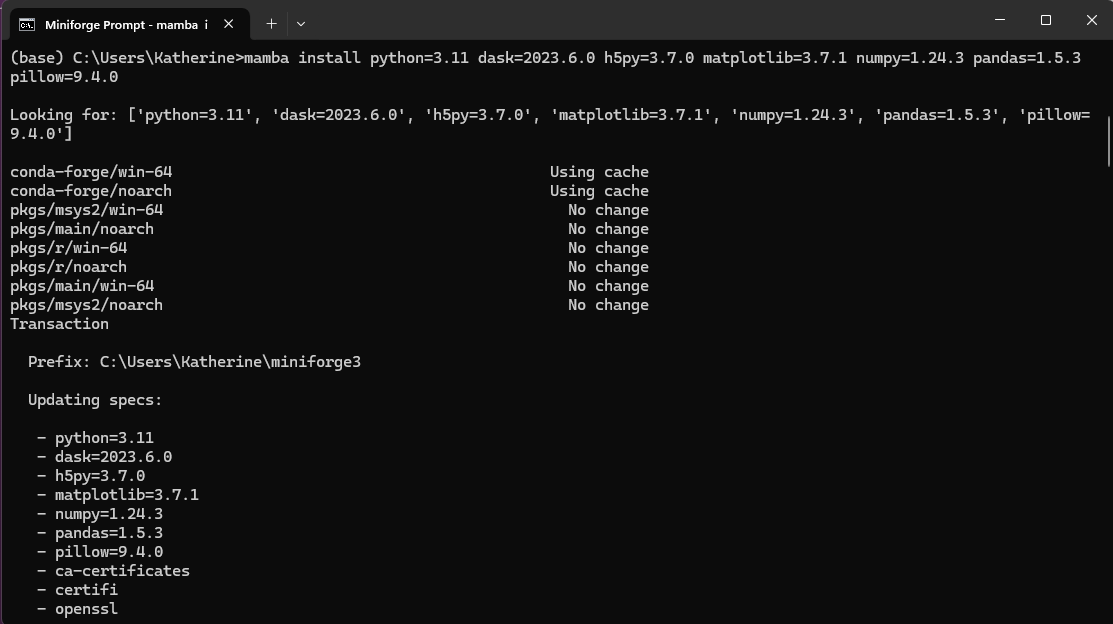 Miniforge Prompt - mamba i
(base) C:\Users\Katherine>mamba install python=3.11 dask=2023.6.0 h5py=3.7.0 matplotlib=3.7.1 numpy=1.24.3 pandas=1.5.3
pillow=9.4.0
Looking for: ['python=3.11', 'dask=2023.6.0', 'h5py=3.7.0', 'matplotlib=3.7.1', 'numpy=1.24.3', 'pandas=1.5.3', 'pillow=
9.4.0']
conda-forge/win-64 Using cache
conda-forge/noarch Using cache
pkgs/msys2/win-64 No change
pkgs/main/noarch No change
pkgs/r/win-64 No change
pkgs/r/noarch No change
pkgs/main/win-64 No change
pkgs/msys2/noarch No change
Transaction
Prefix: C:\Users\Katherine\miniforge3
Updating specs:
- python=3.11
- dask=2023.6.0
- h5py=3.7.0
- matplotlib=3.7.1
- numpy=1.24.3
- pandas=1.5.3
- pillow=9.4.0
- ca-certificates
- certifi
- openssl